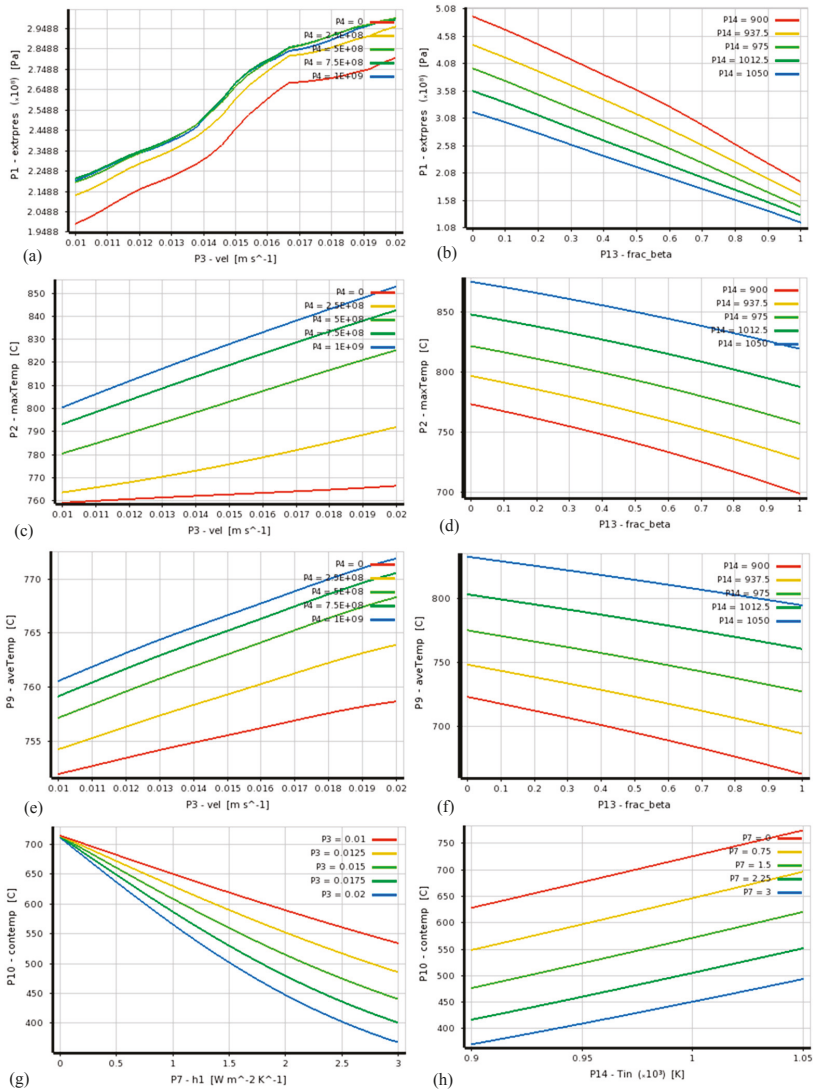 2.9488
2.8488
2.7488
2.6488
2.5488
2.4488
2.3488
2.2488
2.1488
2.0488
1.9488
P1 - extrpres (ₓ10⁸) [Pa]
P4 = 0
P4 = 2.5E+08
P4 = 5E+08
P4 = 7.5E+08
P4 = 1E+09
0.01 0.011 0.012 0.013 0.014 0.015 0.016 0.017 0.018 0.019 0.02
P3 - vel [m s^-1]
(a)
5.08
4.58
4.08
3.58
3.08
2.58
2.08
1.58
1.08
P1 - extrpres (ₓ10⁸) [Pa]
P14 = 900
P14 = 937.5
P14 = 975
P14 = 1012.5
P14 = 1050
0 0.1 0.2 0.3 0.4 0.5 0.6 0.7 0.8 0.9 1
P13 - frac_beta
(b)
850
840
830
820
810
800
790
780
770
760
P2 - maxTemp [C]
P4 = 0
P4 = 2.5E+08
P4 = 5E+08
P4 = 7.5E+08
P4 = 1E+09
0.01 0.011 0.012 0.013 0.014 0.015 0.016 0.017 0.018 0.019 0.02
P3 - vel [m s^-1]
(c)
850
800
750
700
P2 - maxTemp [C]
P14 = 900
P14 = 937.5
P14 = 975
P14 = 1012.5
P14 = 1050
0 0.1 0.2 0.3 0.4 0.5 0.6 0.7 0.8 0.9 1
P13 - frac_beta
(d)
770
765
760
755
P9 - aveTemp [C]
P4 = 0
P4 = 2.5E+08
P4 = 5E+08
P4 = 7.5E+08
P4 = 1E+09
0.01 0.011 0.012 0.013 0.014 0.015 0.016 0.017 0.018 0.019 0.02
P3 - vel [m s^-1]
(e)
800
750
700
P9 - aveTemp [C]
P14 = 900
P14 = 937.5
P14 = 975
P14 = 1012.5
P14 = 1050
0 0.1 0.2 0.3 0.4 0.5 0.6 0.7 0.8 0.9 1
P13 - frac_beta
(f)
700
650
600
550
500
450
400
P10 - contemp [C]
P3 = 0.01
P3 = 0.0125
P3 = 0.015
P3 = 0.0175
P3 = 0.02
0 0.5 1 1.5 2 2.5 3
P7 - h1 [W m^-2 K^-1]
(g)
750
700
650
600
550
500
450
400
P10 - contemp [C]
P7 = 0
P7 = 0.75
P7 = 1.5
P7 = 2.25
P7 = 3
0.9 0.95 1 1.05
P14 - Tin (ₓ10³) [K]
(h)